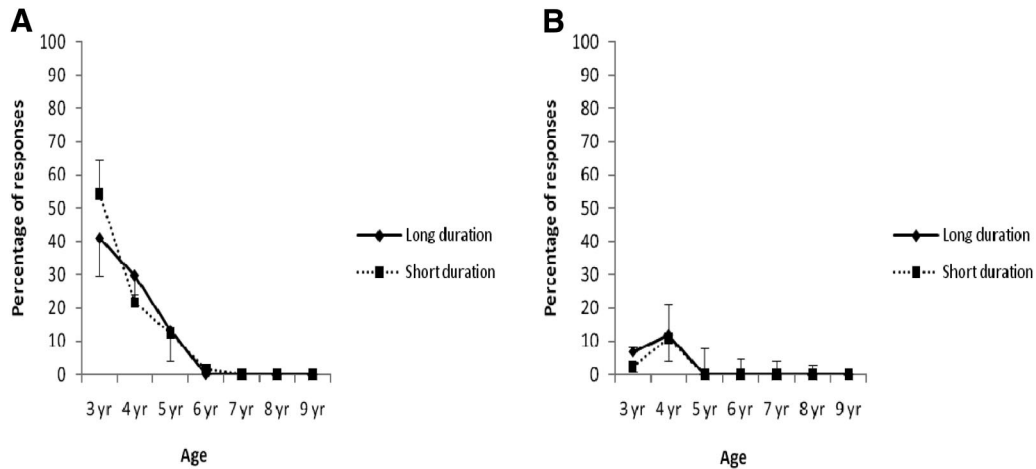 A
100
90
80
70
60
50
40
30
20
10
0
Percentage of responses
3 yr 4 yr 5 yr 6 yr 7 yr 8 yr 9 yr
Age
Long duration
Short duration
B
100
90
80
70
60
50
40
30
20
10
0
Percentage of responses
3 yr 4 yr 5 yr 6 yr 7 yr 8 yr 9 yr
Age
Long duration
Short duration